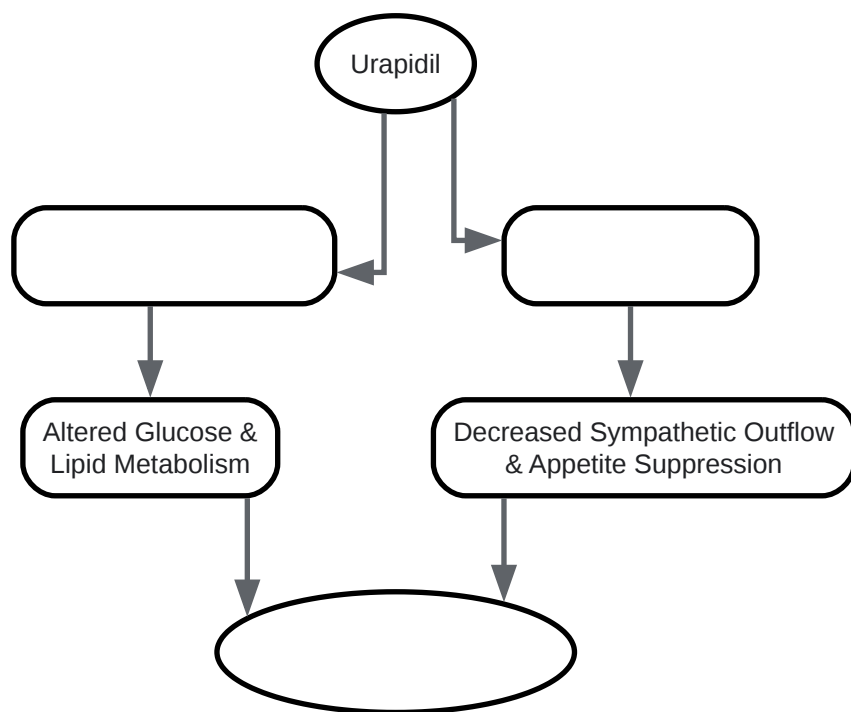 Urapidil
Altered Glucose &
Lipid Metabolism
Decreased Sympathetic Outflow
& Appetite Suppression